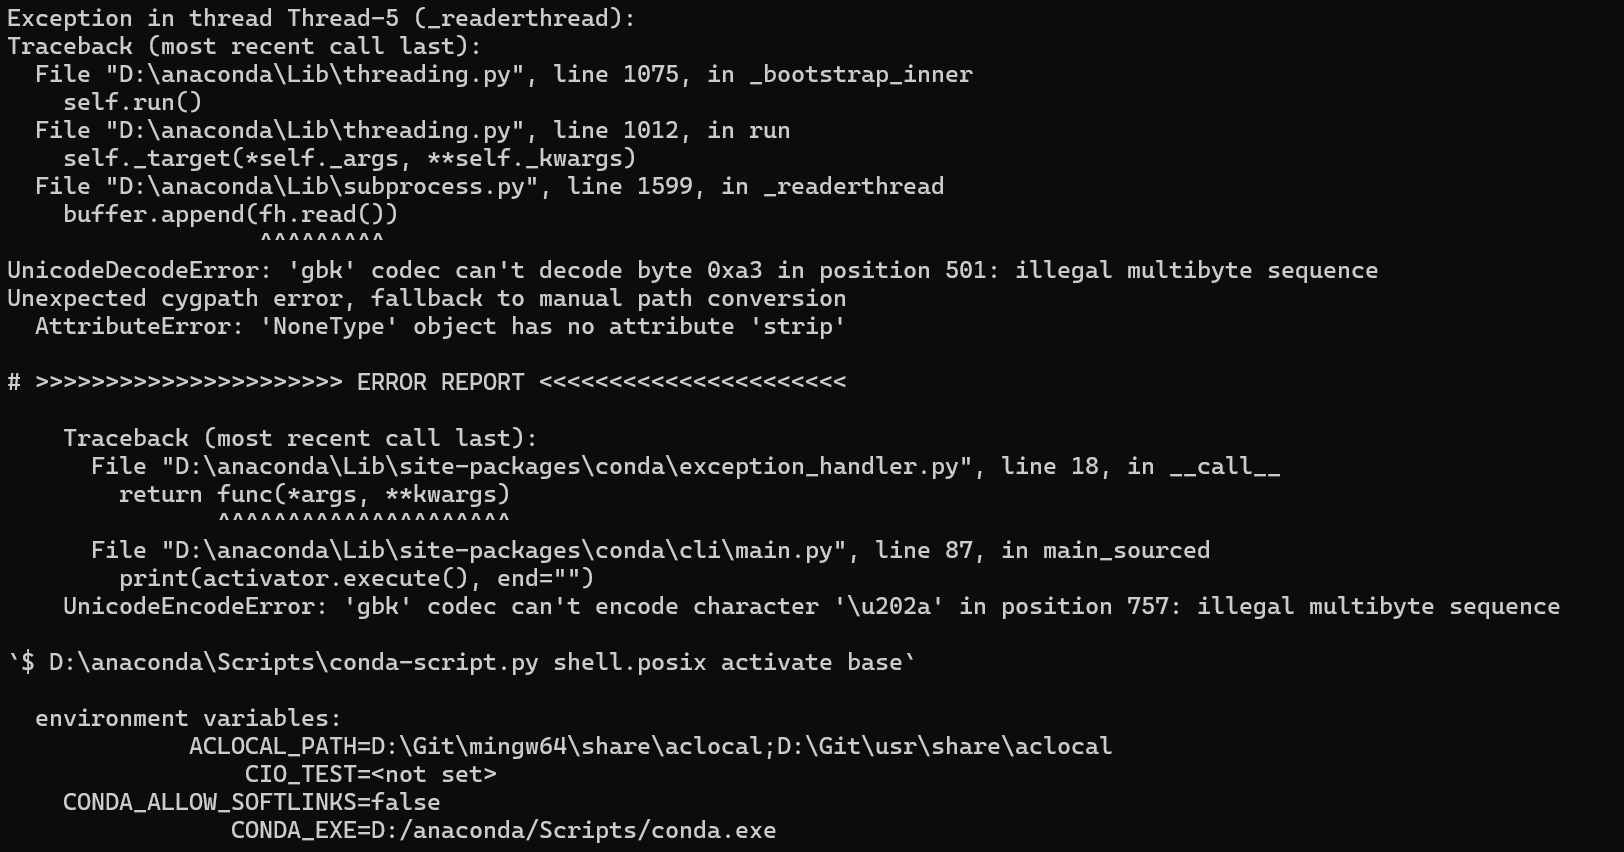 Exception in thread Thread-5 (_readerthread):
Traceback (most recent call last):
  File "D:\anaconda\Lib\threading.py", line 1075, in _bootstrap_inner
    self.run()
  File "D:\anaconda\Lib\threading.py", line 1012, in run
    self._target(*self._args, **self._kwargs)
  File "D:\anaconda\Lib\subprocess.py", line 1599, in _readerthread
    buffer.append(fh.read())
                  ^^^^^^^^^
UnicodeDecodeError: 'gbk' codec can't decode byte 0xa3 in position 501: illegal multibyte sequence
Unexpected cygpath error, fallback to manual path conversion
  AttributeError: 'NoneType' object has no attribute 'strip'

# >>>>>>>>>>>>>>>>>>>>>> ERROR REPORT <<<<<<<<<<<<<<<<<<<<<<

    Traceback (most recent call last):
      File "D:\anaconda\Lib\site-packages\conda\exception_handler.py", line 18, in __call__
        return func(*args, **kwargs)
               ^^^^^^^^^^^^^^^^^^^^^
      File "D:\anaconda\Lib\site-packages\conda\cli\main.py", line 87, in main_sourced
        print(activator.execute(), end="")
    UnicodeEncodeError: 'gbk' codec can't encode character '\u202a' in position 757: illegal multibyte sequence

`$ D:\anaconda\Scripts\conda-script.py shell.posix activate base`

  environment variables:
             ACLOCAL_PATH=D:\Git\mingw64\share\aclocal;D:\Git\usr\share\aclocal
                 CIO_TEST=<not set>
    CONDA_ALLOW_SOFTLINKS=false
                CONDA_EXE=D:/anaconda/Scripts/conda.exe